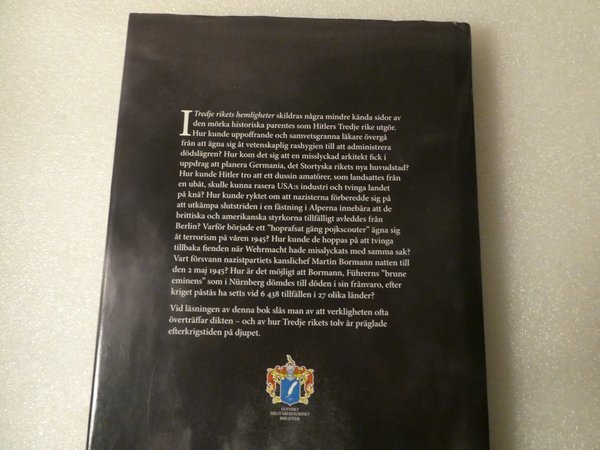 I Tredje rikets hemligheter skildras några mindre kända sidor av
den mörka historiska parentes som Hitlers Tredje rike utgör.
Hur kunde uppoffrande och samvetsgranna läkare övergå
från att ägna sig åt vetenskaplig rashygien till att administrera
dödslägren? Hur kom det sig att en misslyckad arkitekt fick i
uppdrag att planera Germania, det Stortyska rikets nya huvudstad?
Hur kunde Hitler tro att ett dussin amatörer, som landsattes från
en ubåt, skulle kunna rasera USA:s industri och tvinga landet
på knä? Hur kunde ryktet om att nazisterna förberedde sig på
att utkämpa slutstriden i en fästning i Alperna innebära att de
brittiska och amerikanska styrkorna tillfälligt avleddes från
Berlin? Varför började ett "hoprafsat gäng pojkscouter" ägna sig
åt terrorism på våren 1945? Hur kunde de hoppas på att tvinga
tillbaka fienden när Wehrmacht hade misslyckats med samma sak?
Vart försvann nazistpartiets kanslichef Martin Bormann natten till
den 2 maj 1945? Hur är det möjligt att Bormann, Führerns "brune
eminens" som i Nürnberg dömdes till döden i sin frånvaro, efter
kriget påstås ha setts vid 6 438 tillfällen i 27 olika länder?
Vid läsningen av denna bok slås man av att verkligheten ofta
överträffar dikten – och av hur Tredje rikets tolv år präglade
efterkrigstiden på djupet.
SVENSKT
MILITÄRHISTORISKT
BIBLIOTEK